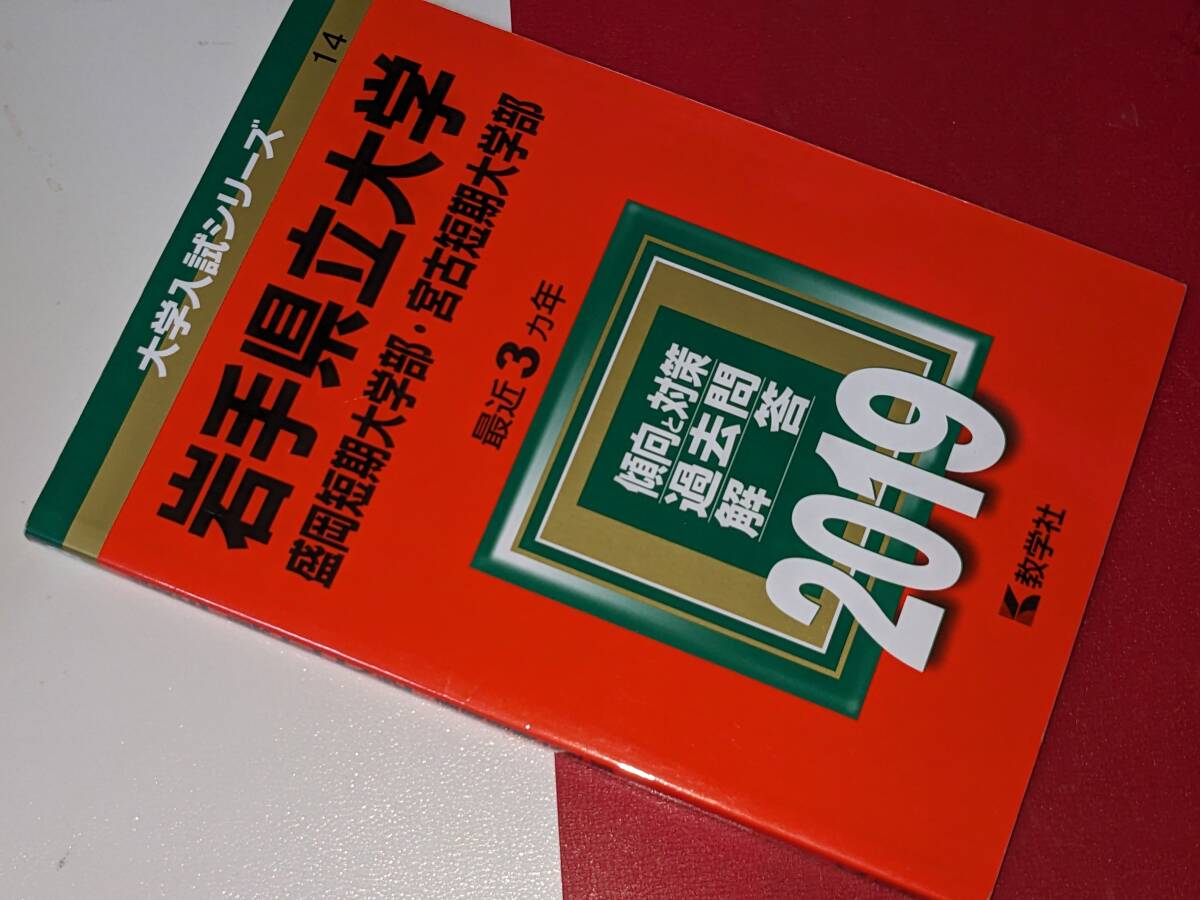 大学入試シリーズ
14
岩手県立大学
盛岡短期大学部・宮古短期大学部
最近3カ年
傾向と対策
過去問
解答
2019
教学社